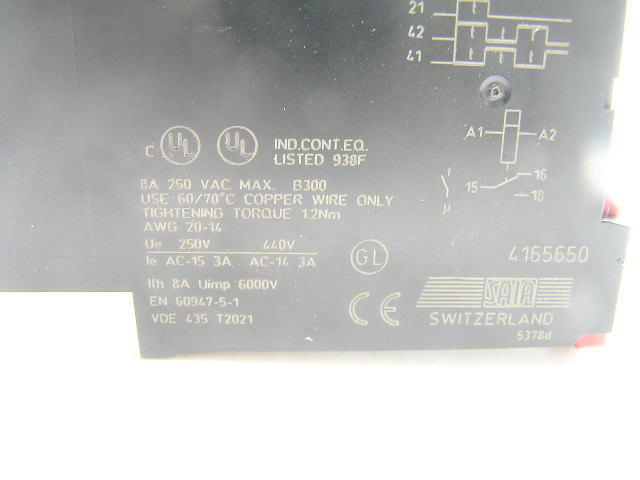 21
42
41
A1 A2
16
15
18
C UL UL IND.CONT.EQ.
LISTED 938F
8A 250 VAC MAX. B300
USE 60/70°C COPPER WIRE ONLY
TIGHTENING TORQUE 1.2Nm
AWG 20-14
Ue 250V 440V
Ie AC-15 3A AC-14 3A
Ith 8A Uimp 6000V
EN 60947-5-1
VDE 435 T2021
GL
CE
4165650
SAIA
SWITZERLAND
5378d